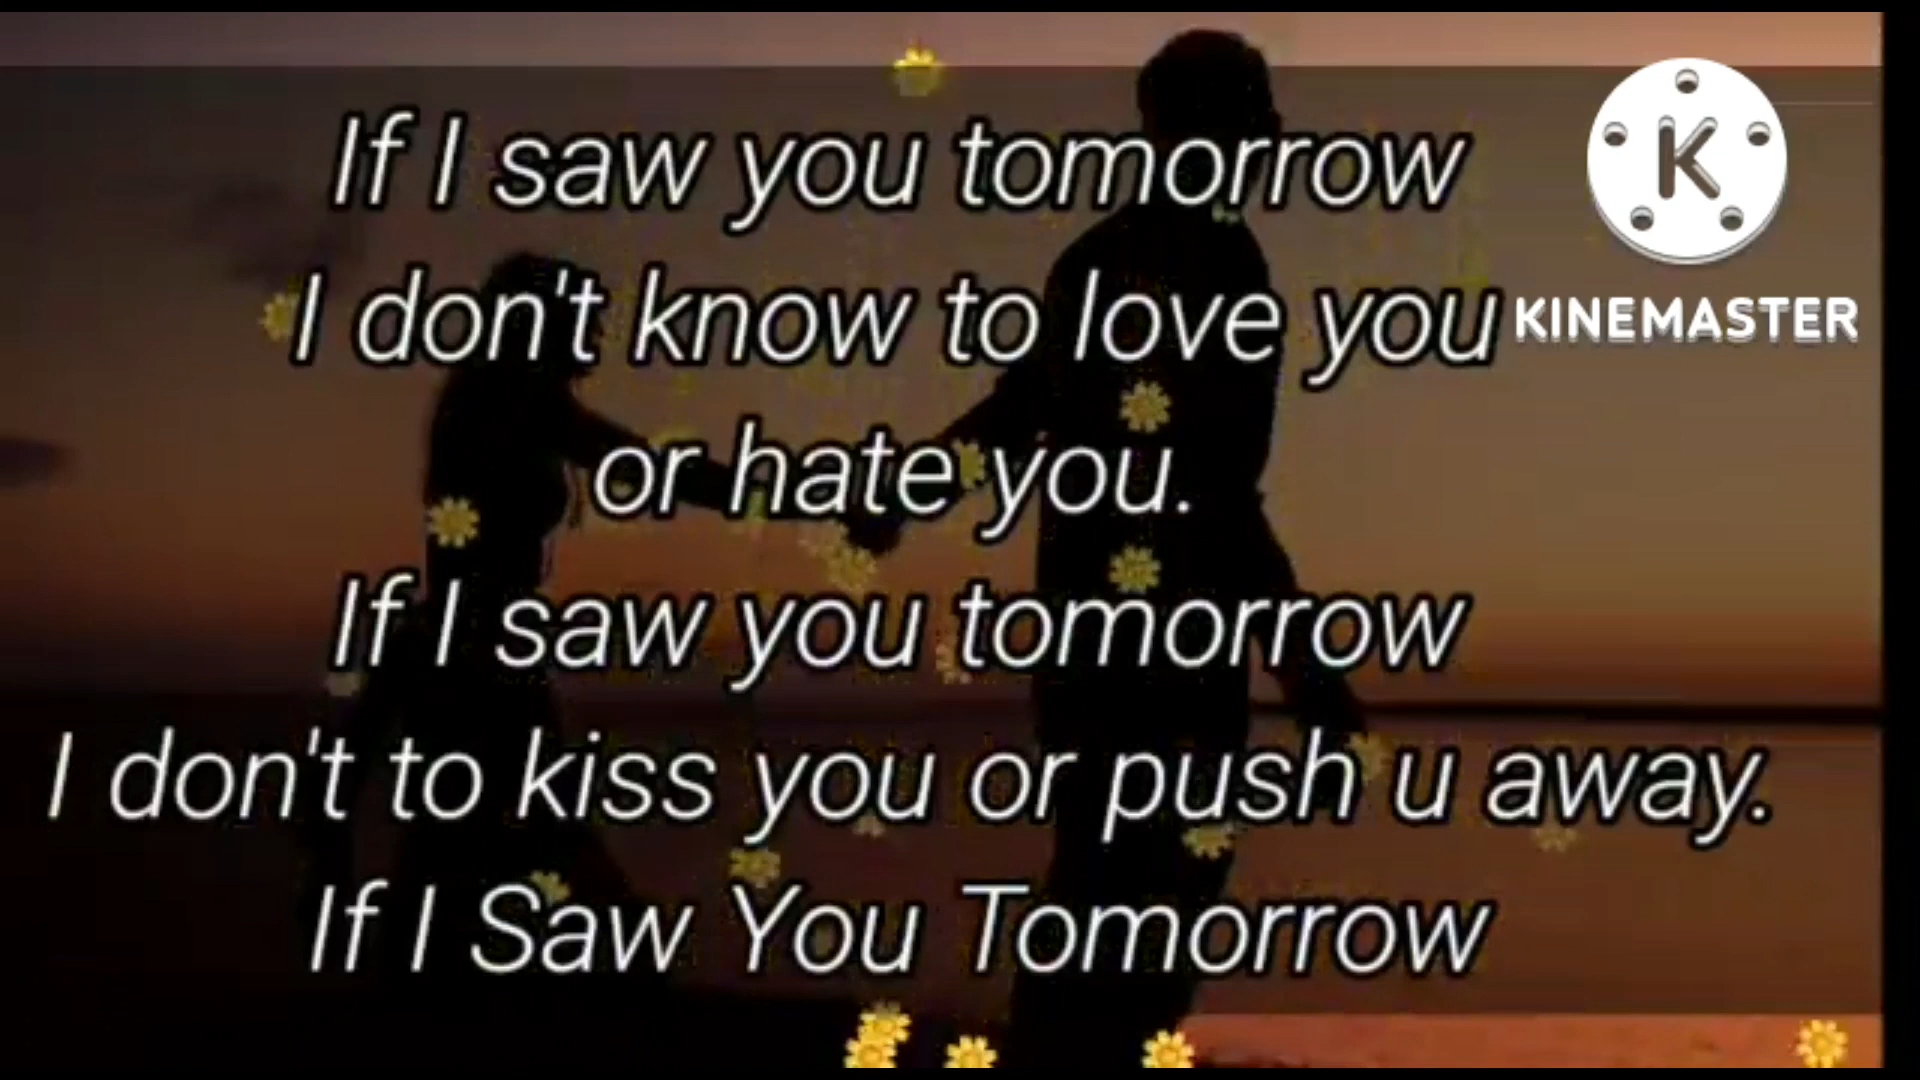 If I saw you tomorrow
I don't know to love you
or hate you.
If I saw you tomorrow
I don't to kiss you or push u away.
If I Saw You Tomorrow
K
KINEMASTER